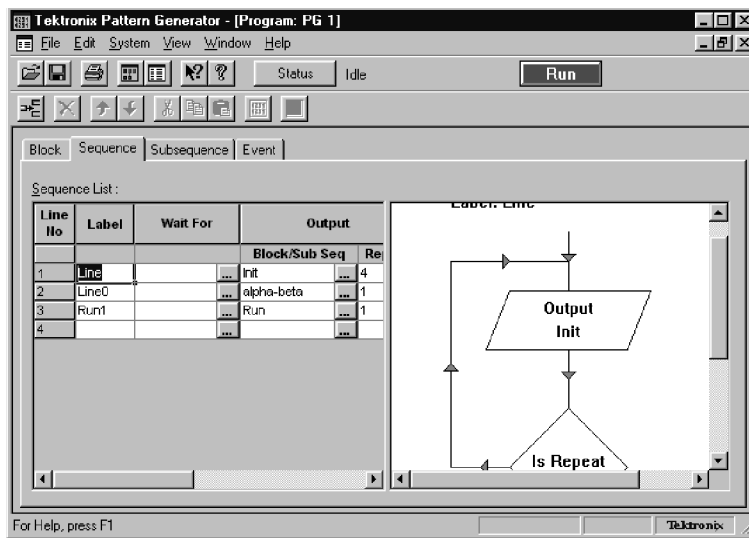 Tektronix Pattern Generator - [Program: PG 1]
File Edit System View Window Help
Status Idle Run
Block Sequence Subsequence Event
Sequence List :
Line No Label Wait For Output
Block/Sub Seq
1 Line ... Init ... 4
2 Line0 ... alpha-beta ... 1
3 Run1 ... Run ... 1
4 ... ...
Label: Line
Output
Init
Is Repeat
For Help, press F1
Tektronix